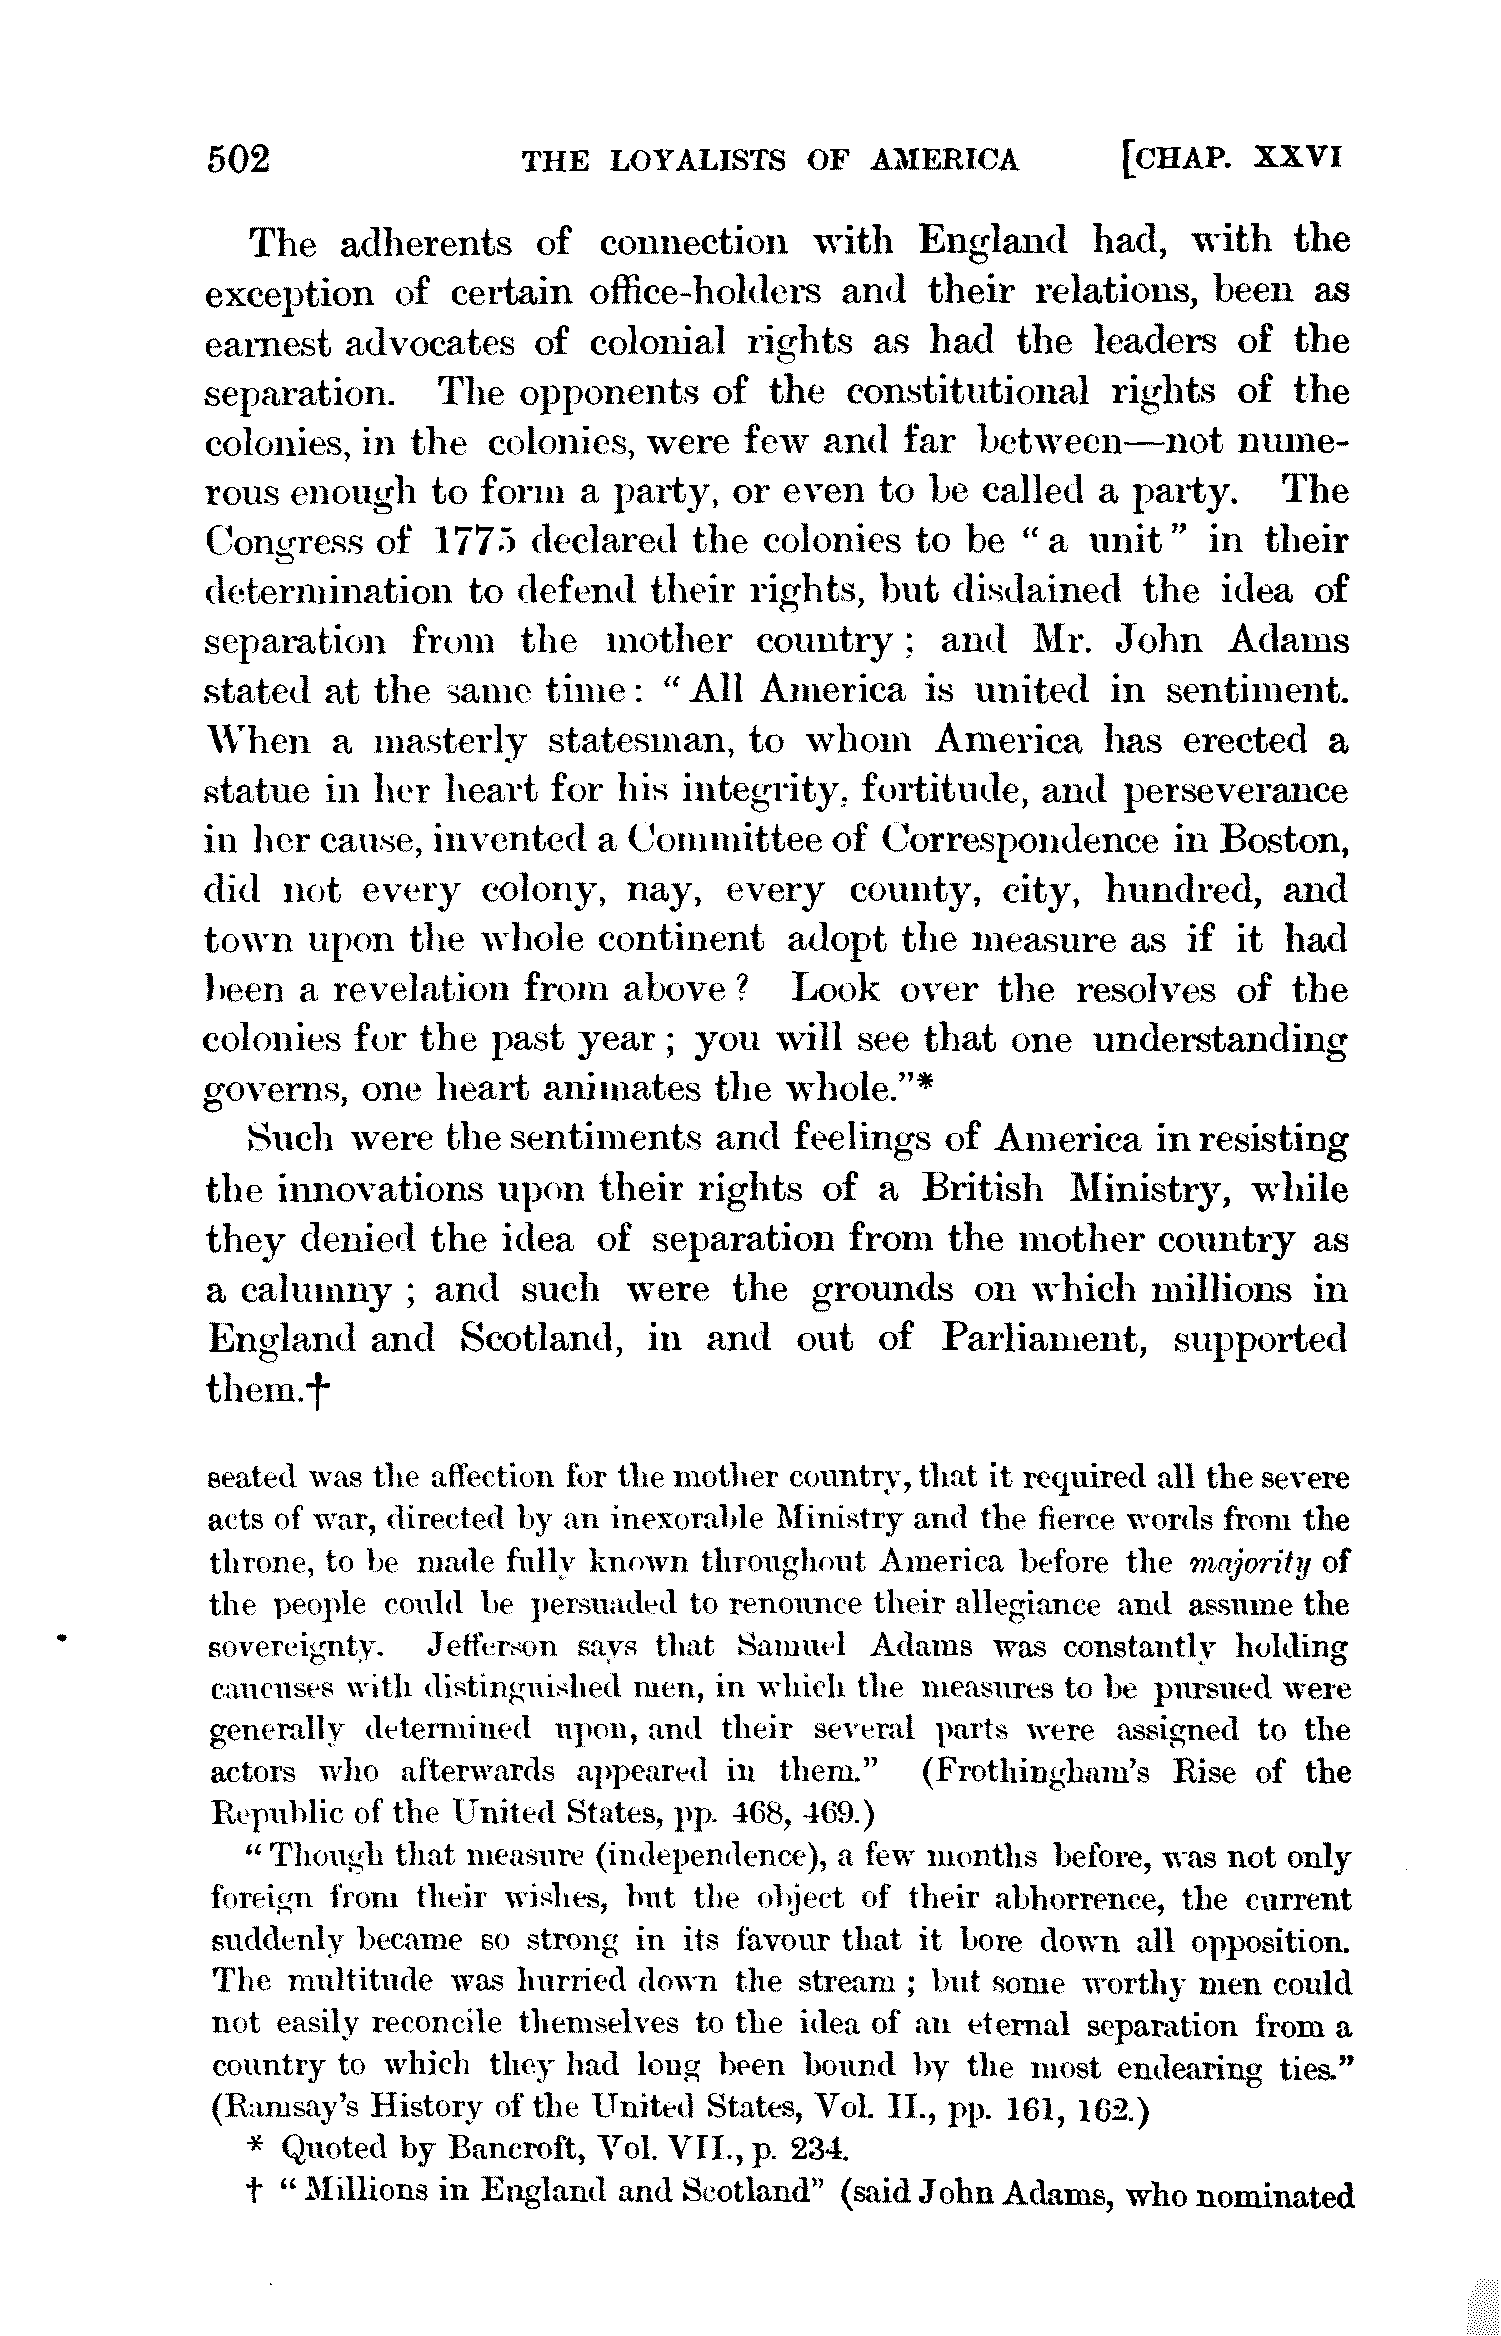 502 THE LOYALISTS OF AMERICA [CHAP. XXVI
The adherents of connection with England had, with the
exception of certain office-holders and their relations, been as
earnest advocates of colonial rights as had the leaders of the
separation. The opponents of the constitutional rights of the
colonies, in the colonies, were few and far between—not nume-
rous enough to form a party, or even to be called a party. The
Congress of 1775 declared the colonies to be “a unit” in their
determination to defend their rights, but disdained the idea of
separation from the mother country; and Mr. John Adams
stated at the same time: “All America is united in sentiment.
When a masterly statesman, to whom America has erected a
statue in her heart for his integrity, fortitude, and perseverance
in her cause, invented a Committee of Correspondence in Boston,
did not every colony, nay, every county, city, hundred, and
town upon the whole continent adopt the measure as if it had
been a revelation from above? Look over the resolves of the
colonies for the past year; you will see that one understanding
governs, one heart animates the whole.”*
Such were the sentiments and feelings of America in resisting
the innovations upon their rights of a British Ministry, while
they denied the idea of separation from the mother country as
a calumny; and such were the grounds on which millions in
England and Scotland, in and out of Parliament, supported
them.†
seated was the affection for the mother country, that it required all the severe
acts of war, directed by an inexorable Ministry and the fierce words from the
throne, to be made fully known throughout America before the majority of
the people could be persuaded to renounce their allegiance and assume the
sovereignty. Jefferson says that Samuel Adams was constantly holding
caucuses with distinguished men, in which the measures to be pursued were
generally determined upon, and their several parts were assigned to the
actors who afterwards appeared in them.” (Frothingham's Rise of the
Republic of the United States, pp. 468, 469.)
“Though that measure (independence), a few months before, was not only
foreign from their wishes, but the object of their abhorrence, the current
suddenly became so strong in its favour that it bore down all opposition.
The multitude was hurried down the stream; but some worthy men could
not easily reconcile themselves to the idea of an eternal separation from a
country to which they had long been bound by the most endearing ties.”
(Ramsay's History of the United States, Vol. II., pp. 161, 162.)
* Quoted by Bancroft, Vol. VII., p. 234.
† “Millions in England and Scotland” (said John Adams, who nominated